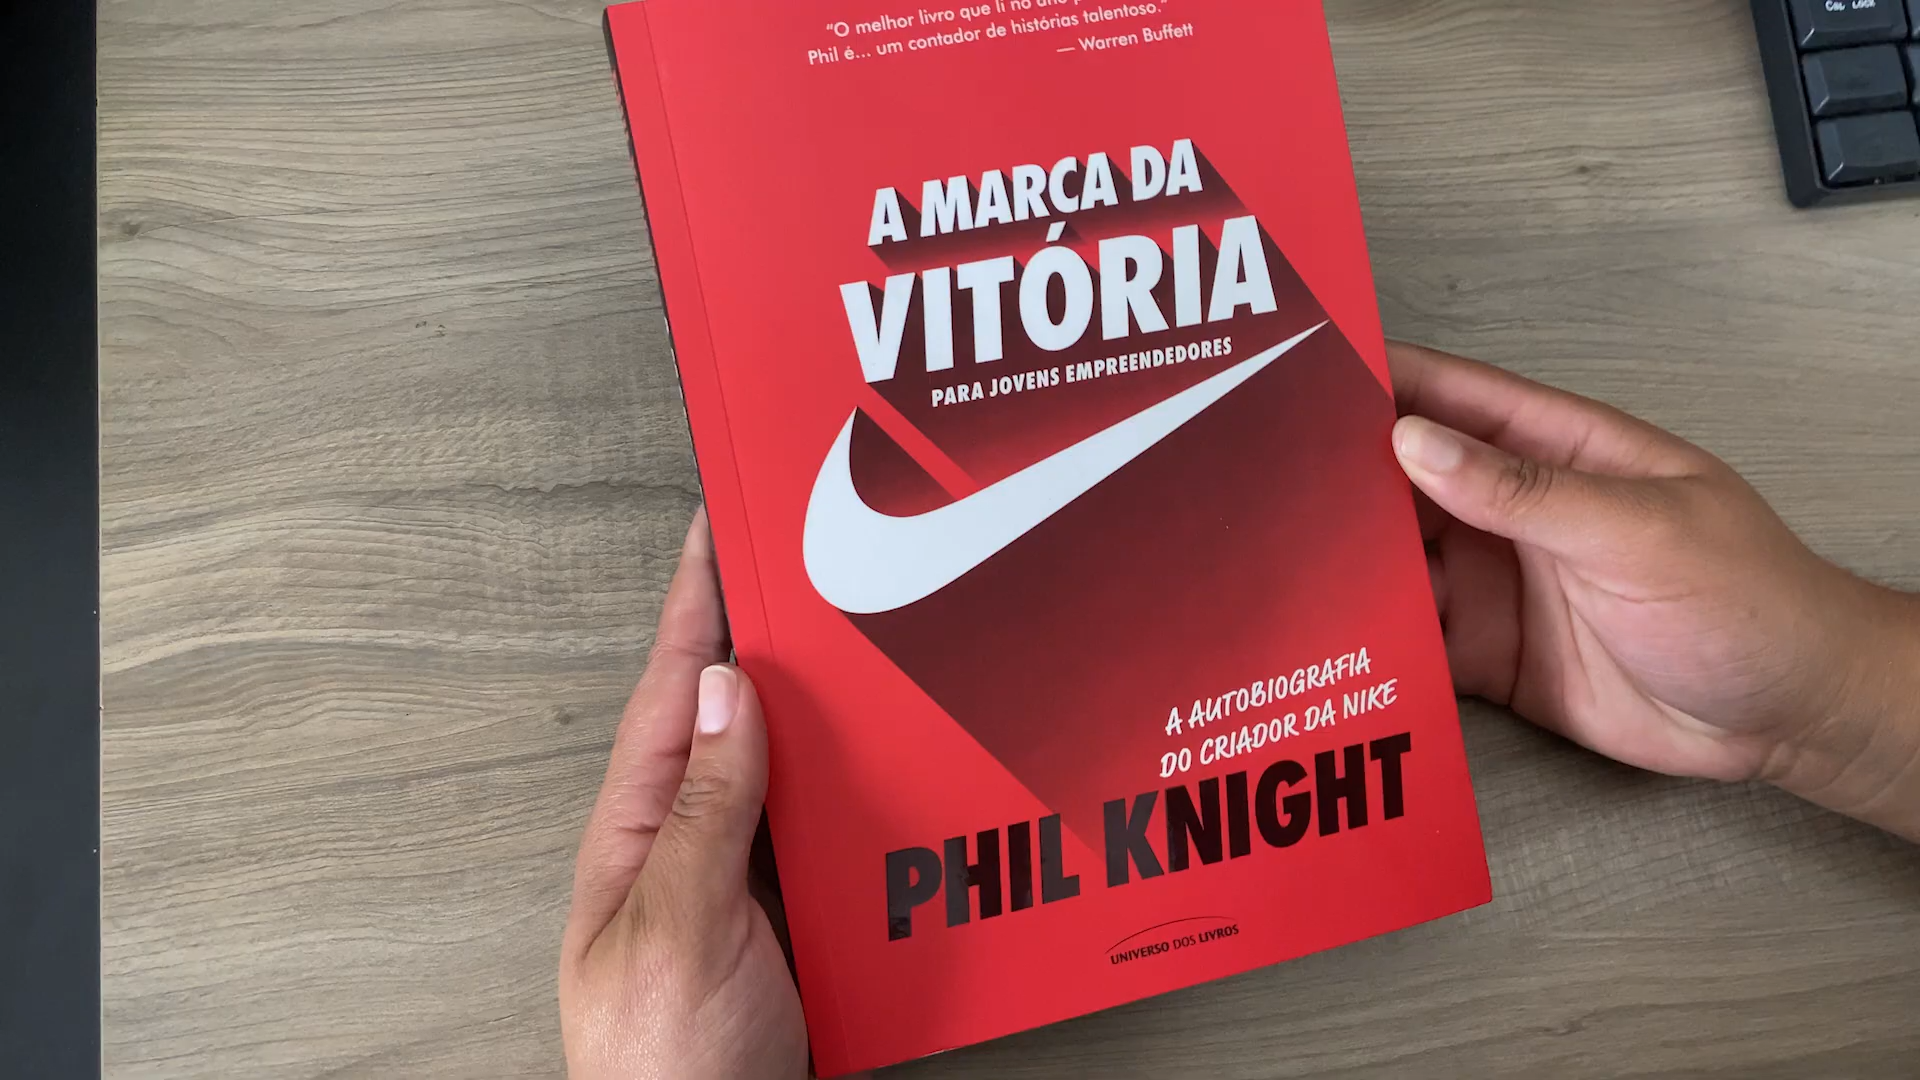 “O melhor livro que li no ano
Phil é... um contador de histórias talentoso.”
— Warren Buffett
A MARCA DA
VITÓRIA
PARA JOVENS EMPREENDEDORES
A AUTOBIOGRAFIA
DO CRIADOR DA NIKE
PHIL KNIGHT
UNIVERSO DOS LIVROS